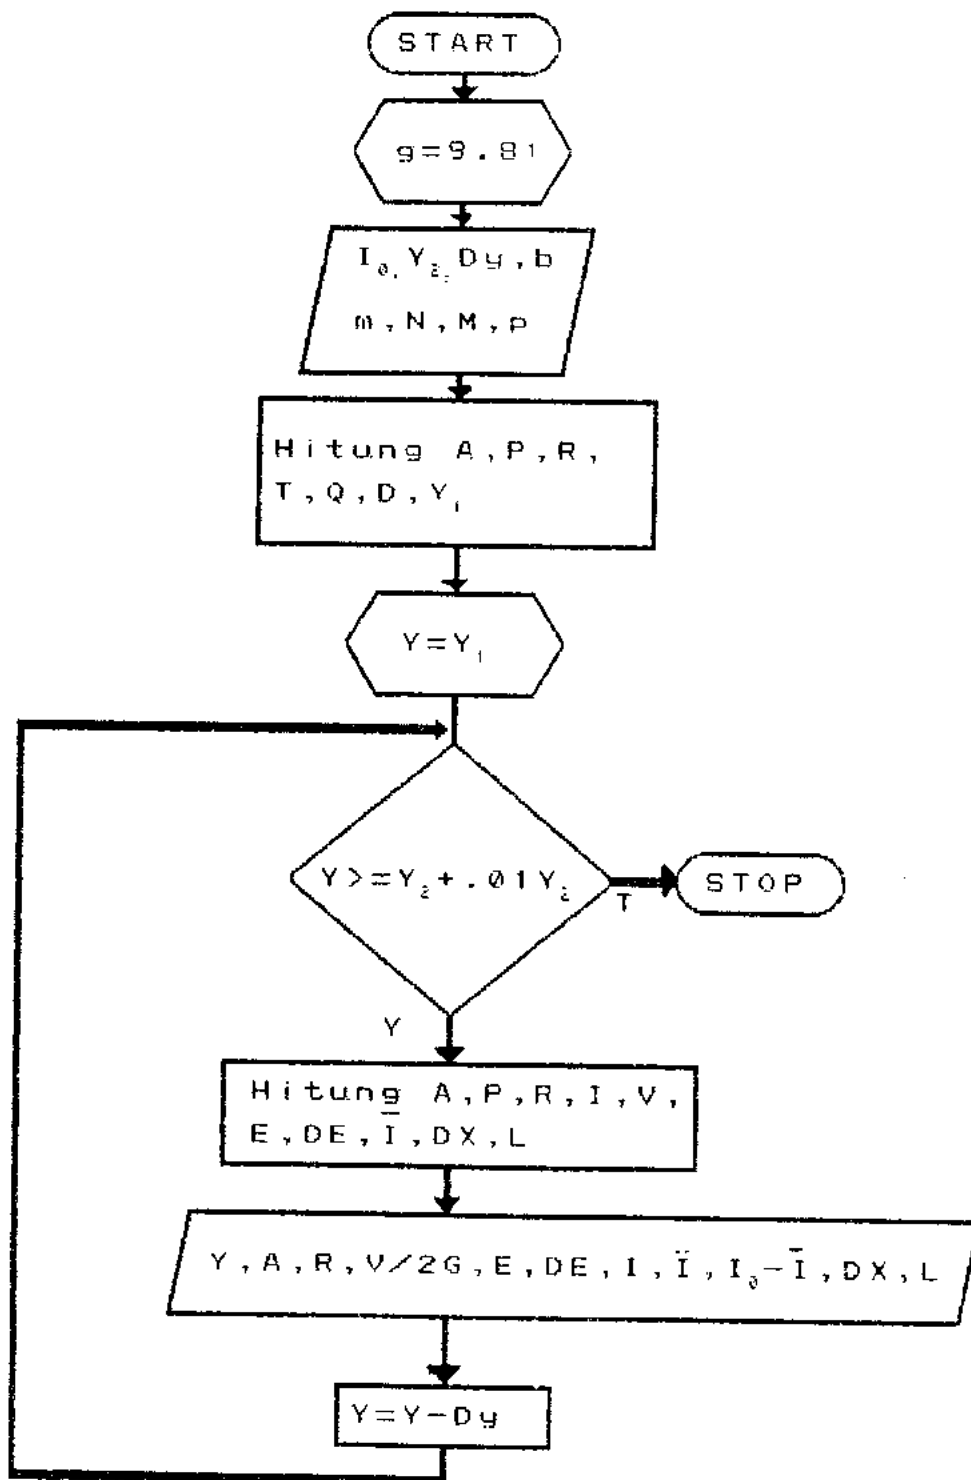 START
g=9.81
I₀,Y₂,Dy,b
m,N,M,p
Hitung A,P,R,
T,Q,D,Y₁
Y=Y₁
Y>=Y₂+.01Y₂
T
STOP
Y
Hitung A,P,R,I,V,
E,DE,Ī,DX,L
Y,A,R,V/2G,E,DE,I,Ī,I₀-Ī,DX,L
Y=Y-Dy